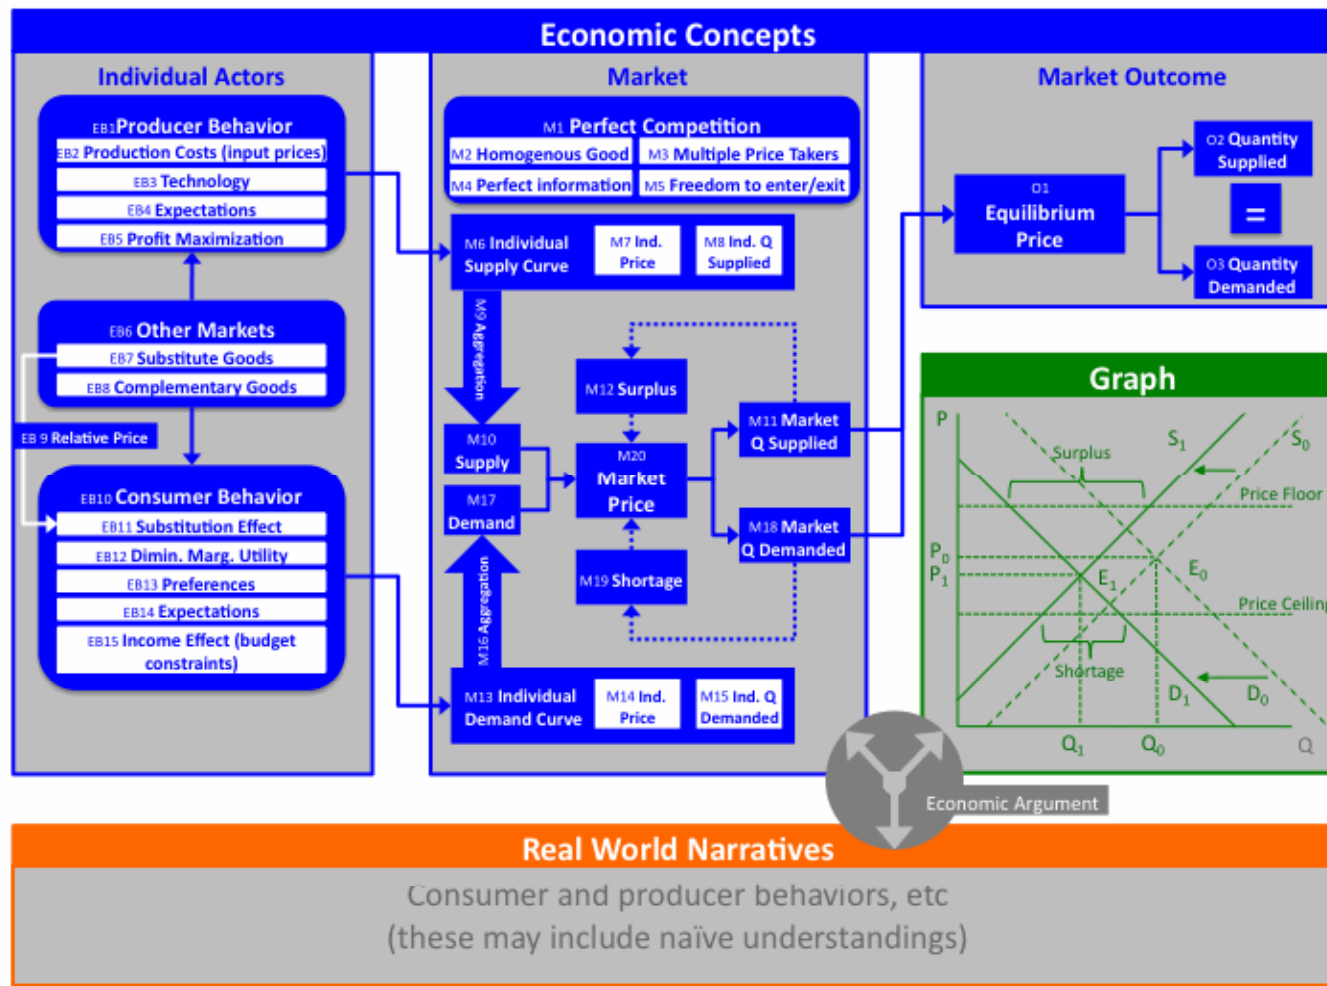 Economic Concepts
Individual Actors
EB1 Producer Behavior
EB2 Production Costs (input prices)
EB3 Technology
EB4 Expectations
EB5 Profit Maximization
EB6 Other Markets
EB7 Substitute Goods
EB8 Complementary Goods
EB 9 Relative Price
EB10 Consumer Behavior
EB11 Substitution Effect
EB12 Dimin. Marg. Utility
EB13 Preferences
EB14 Expectations
EB15 Income Effect (budget
constraints)
Market
M1 Perfect Competition
M2 Homogenous Good
M3 Multiple Price Takers
M4 Perfect information
M5 Freedom to enter/exit
M6 Individual
Supply Curve
M7 Ind.
Price
M8 Ind. Q
Supplied
M9 Aggregation
M12 Surplus
M10
Supply
M17
Demand
M20
Market
Price
M11 Market
Q Supplied
M18 Market
Q Demanded
M19 Shortage
M16 Aggregation
M13 Individual
Demand Curve
M14 Ind.
Price
M15 Ind. Q
Demanded
Market Outcome
O1
Equilibrium
Price
O2 Quantity
Supplied
=
O3 Quantity
Demanded
Graph
P
S1
S0
Surplus
Price Floor
P0
P1
E1
E0
Price Ceiling
Shortage
D1
D0
Q1
Q0
Q
Economic Argument
Real World Narratives
Consumer and producer behaviors, etc
(these may include naïve understandings)